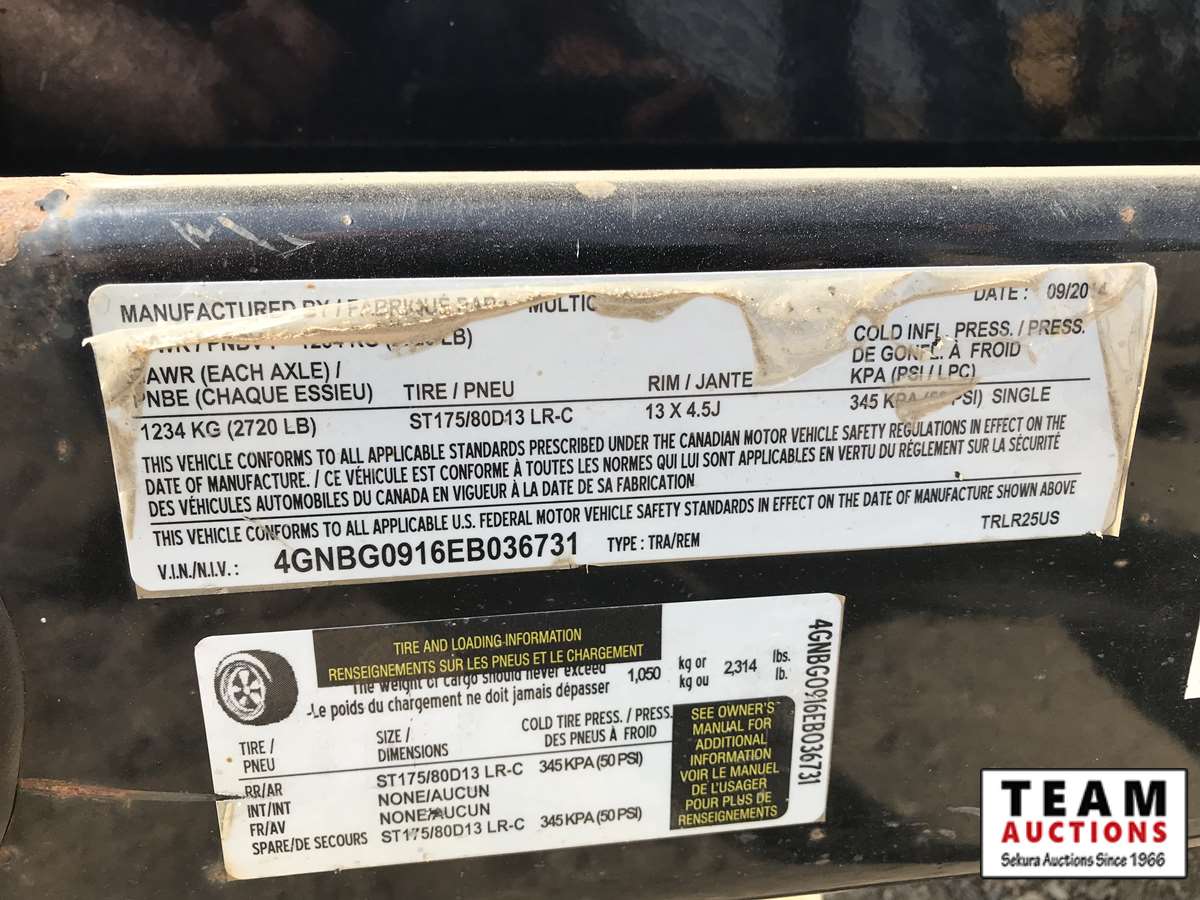 MANUFACTURED BY / FABRIQUE PAR : MULTIC
DATE : 09/2014
1234 KG LB)
GAWR (EACH AXLE) /
PNBE (CHAQUE ESSIEU)
TIRE / PNEU
RIM / JANTE
COLD INFL. PRESS. / PRESS.
DE GONFL. À FROID
KPA (PSI / LPC)
1234 KG (2720 LB)
ST175/80D13 LR-C
13 X 4.5J
345 KPA (50 PSI) SINGLE
THIS VEHICLE CONFORMS TO ALL APPLICABLE STANDARDS PRESCRIBED UNDER THE CANADIAN MOTOR VEHICLE SAFETY REGULATIONS IN EFFECT ON THE
DATE OF MANUFACTURE. / CE VÉHICULE EST CONFORME À TOUTES LES NORMES QUI LUI SONT APPLICABLES EN VERTU DU RÈGLEMENT SUR LA SÉCURITÉ
DES VÉHICULES AUTOMOBILES DU CANADA EN VIGUEUR À LA DATE DE SA FABRICATION
THIS VEHICLE CONFORMS TO ALL APPLICABLE U.S. FEDERAL MOTOR VEHICLE SAFETY STANDARDS IN EFFECT ON THE DATE OF MANUFACTURE SHOWN ABOVE
V.I.N./N.I.V.: 4GNBG0916EB036731 TYPE : TRA/REM
TRLR25US
TIRE AND LOADING INFORMATION
RENSEIGNEMENTS SUR LES PNEUS ET LE CHARGEMENT
The weight of cargo should never exceed
Le poids du chargement ne doit jamais dépasser
1,050
kg or
kg ou
2,314
lbs.
lb.
TIRE /
PNEU
SIZE /
DIMENSIONS
COLD TIRE PRESS. / PRESS.
DES PNEUS À FROID
RR/AR ST175/80D13 LR-C 345 KPA (50 PSI)
INT/INT NONE/AUCUN
FR/AV NONE/AUCUN
SPARE/DE SECOURS ST175/80D13 LR-C 345 KPA (50 PSI)
SEE OWNER'S
MANUAL FOR
ADDITIONAL
INFORMATION
VOIR LE MANUEL
DE L'USAGER
POUR PLUS DE
RENSEIGNEMENTS
4GNBG0916EB036731
TEAM
AUCTIONS
Sekura Auctions Since 1966